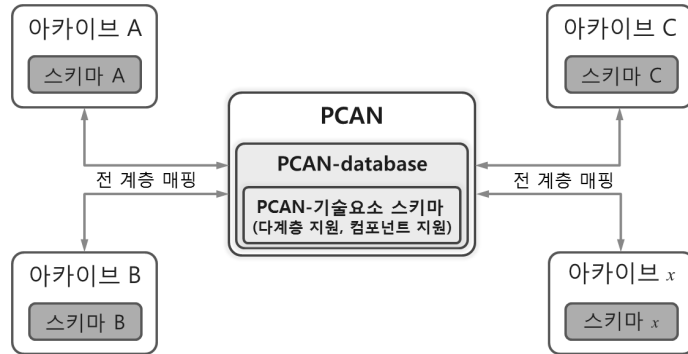 아카이브 A
스키마 A
아카이브 C
스키마 C
PCAN
PCAN-database
PCAN-기술요소 스키마
(다계층 지원, 컴포넌트 지원)
전 계층 매핑
전 계층 매핑
아카이브 B
스키마 B
아카이브 x
스키마 x